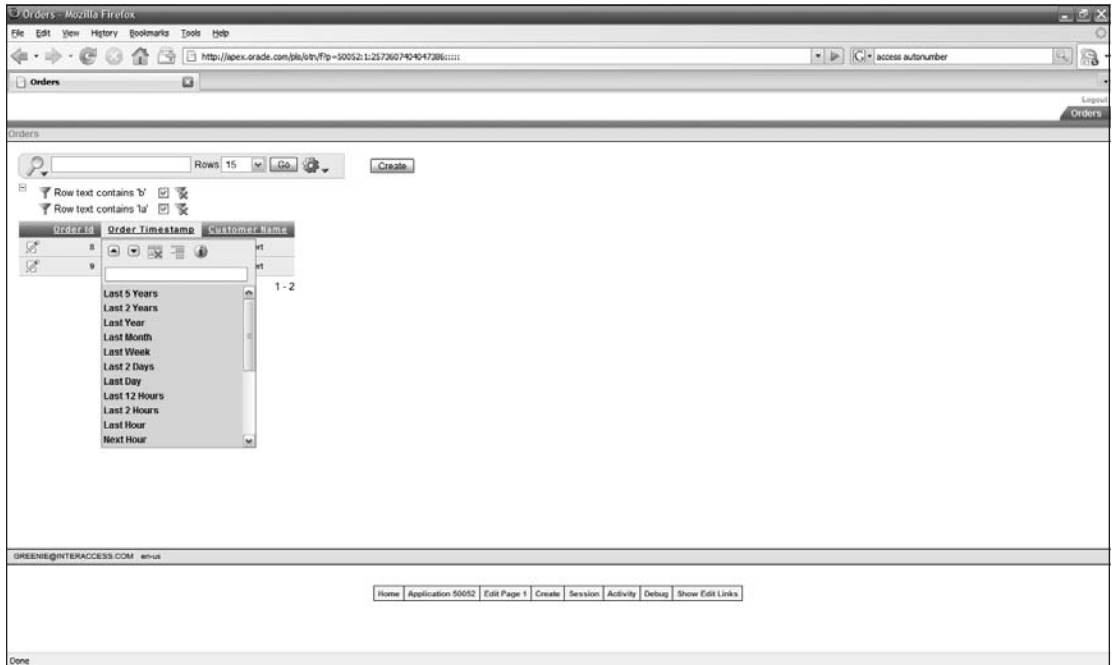 Orders - Mozilla Firefox
File Edit View History Bookmarks Tools Help
http://apex.oracle.com/pls/otn/f?p=50052:1:2573607404047386:::::
access autonumber
Orders
Logout
Orders
Orders
Rows 15 Go Create
Row text contains 'b'
Row text contains 'la'
Order Id Order Timestamp Customer Name
8
9
1 - 2
Last 5 Years
Last 2 Years
Last Year
Last Month
Last Week
Last 2 Days
Last Day
Last 12 Hours
Last 2 Hours
Last Hour
Next Hour
GREENIE@INTERACCESS.COM en-us
Home Application 50052 Edit Page 1 Create Session Activity Debug Show Edit Links
Done